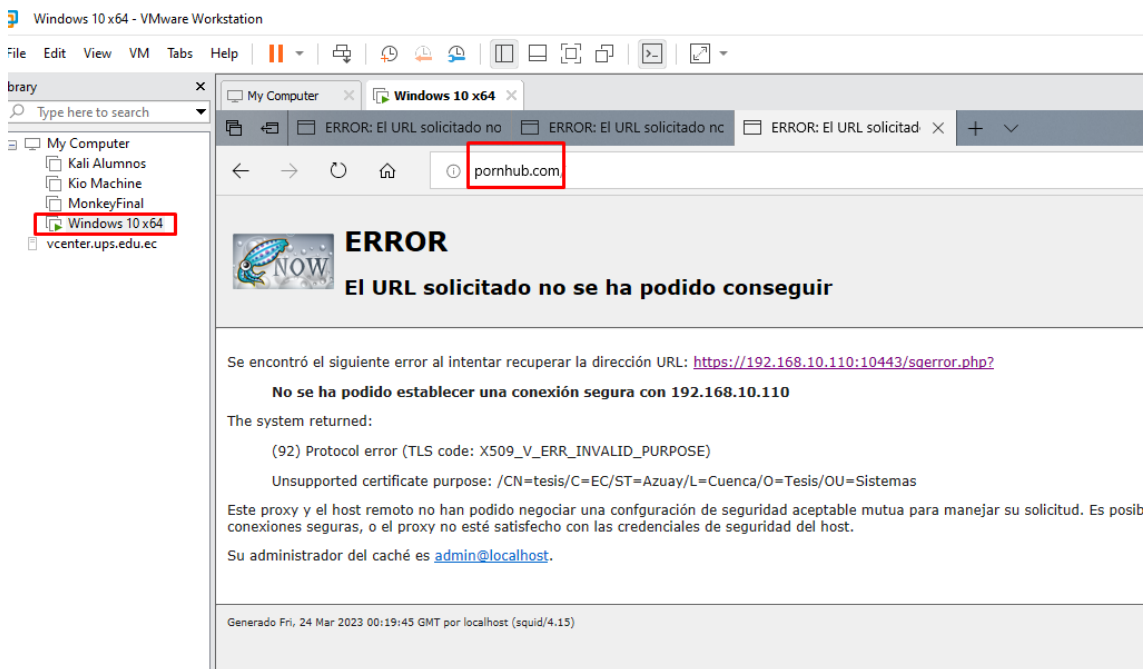 Windows 10 x64 - VMware Workstation
File Edit View VM Tabs Help
brary
My Computer
Windows 10 x64
Type here to search
ERROR: El URL solicitado no
ERROR: El URL solicitado nc
ERROR: El URL solicitad
My Computer
Kali Alumnos
Kio Machine
MonkeyFinal
Windows 10 x64
vcenter.ups.edu.ec
pornhub.com/
NOW
ERROR
El URL solicitado no se ha podido conseguir
Se encontró el siguiente error al intentar recuperar la dirección URL: https://192.168.10.110:10443/sgerror.php?
No se ha podido establecer una conexión segura con 192.168.10.110
The system returned:
(92) Protocol error (TLS code: X509_V_ERR_INVALID_PURPOSE)
Unsupported certificate purpose: /CN=tesis/C=EC/ST=Azuay/L=Cuenca/O=Tesis/OU=Sistemas
Este proxy y el host remoto no han podido negociar una confguración de seguridad aceptable mutua para manejar su solicitud. Es posib
conexiones seguras, o el proxy no esté satisfecho con las credenciales de seguridad del host.
Su administrador del caché es admin@localhost.
Generado Fri, 24 Mar 2023 00:19:45 GMT por localhost (squid/4.15)